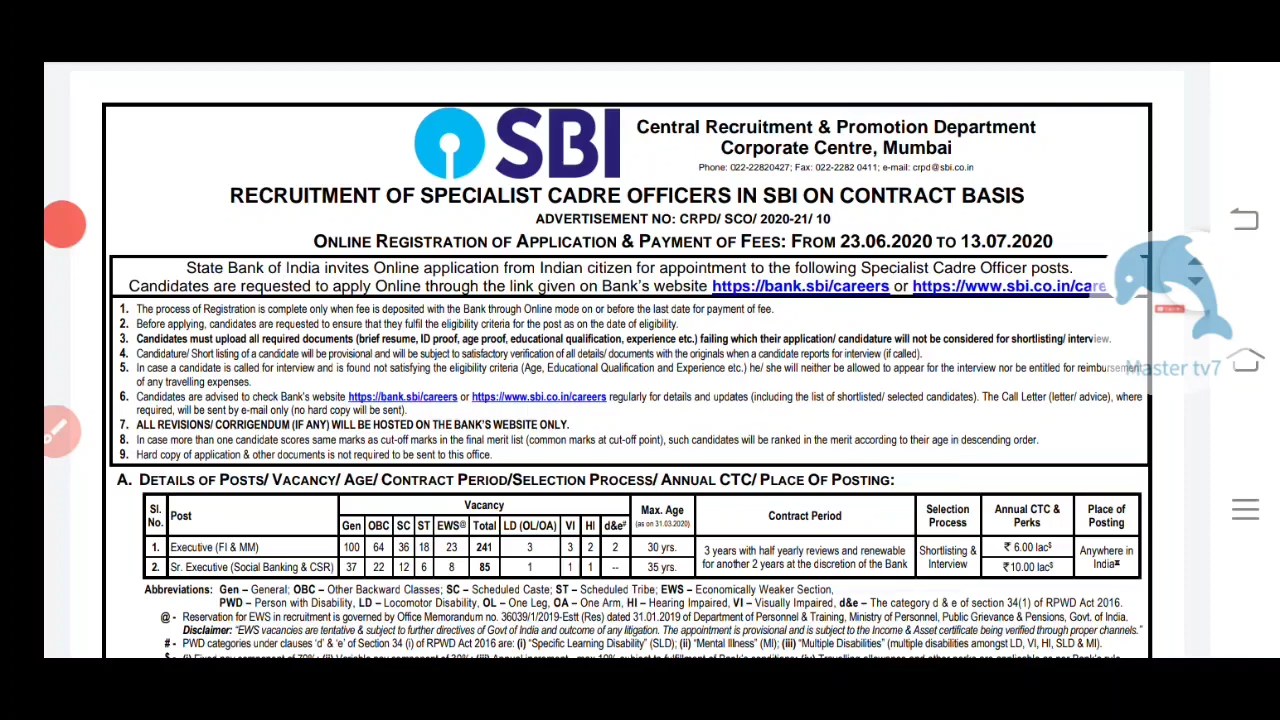 SBI
Central Recruitment & Promotion Department
Corporate Centre, Mumbai
Phone: 022-22820427; Fax: 022-2282 0411; e-mail: crpd@sbi.co.in
RECRUITMENT OF SPECIALIST CADRE OFFICERS IN SBI ON CONTRACT BASIS
ADVERTISEMENT NO: CRPD/ SCO/ 2020-21/ 10
ONLINE REGISTRATION OF APPLICATION & PAYMENT OF FEES: FROM 23.06.2020 TO 13.07.2020
State Bank of India invites Online application from Indian citizen for appointment to the following Specialist Cadre Officer posts.
Candidates are requested to apply Online through the link given on Bank's website https://bank.sbi/careers or https://www.sbi.co.in/care
1. The process of Registration is complete only when fee is deposited with the Bank through Online mode on or before the last date for payment of fee.
2. Before applying, candidates are requested to ensure that they fulfil the eligibility criteria for the post as on the date of eligibility.
3. Candidates must upload all required documents (brief resume, ID proof, age proof, educational qualification, experience etc.) failing which their application/ candidature will not be considered for shortlisting/ interview.
4. Candidature/ Short listing of a candidate will be provisional and will be subject to satisfactory verification of all details/ documents with the originals when a candidate reports for interview (if called).
5. In case a candidate is called for interview and is found not satisfying the eligibility criteria (Age, Educational Qualification and Experience etc.) he/ she will neither be allowed to appear for the interview nor be entitled for reimbursement
of any travelling expenses.
6. Candidates are advised to check Bank's website https://bank.sbi/careers or https://www.sbi.co.in/careers regularly for details and updates (including the list of shortlisted/ selected candidates). The Call Letter (letter/ advice), where
required, will be sent by e-mail only (no hard copy will be sent).
7. ALL REVISIONS/ CORRIGENDUM (IF ANY) WILL BE HOSTED ON THE BANK'S WEBSITE ONLY.
8. In case more than one candidate scores same marks as cut-off marks in the final merit list (common marks at cut-off point), such candidates will be ranked in the merit according to their age in descending order.
9. Hard copy of application & other documents is not required to be sent to this office.
Master tv7
A. DETAILS OF POSTS/ VACANCY/ AGE/ CONTRACT PERIOD/SELECTION PROCESS/ ANNUAL CTC/ PLACE OF POSTING:
Sl. No. Post Vacancy Max. Age (as on 31.03.2020) Contract Period Selection Process Annual CTC & Perks Place of Posting
Gen OBC SC ST EWS@ Total LD (OL/OA) VI HI d&e#
1. Executive (FI & MM) 100 64 36 18 23 241 3 3 2 2 30 yrs. 3 years with half yearly reviews and renewable Shortlisting & ₹ 6.00 lac$ Anywhere in
2. Sr. Executive (Social Banking & CSR) 37 22 12 6 8 85 1 1 1 -- 35 yrs. for another 2 years at the discretion of the Bank Interview ₹10.00 lac$ India
Abbreviations: Gen – General; OBC – Other Backward Classes; SC – Scheduled Caste; ST – Scheduled Tribe; EWS – Economically Weaker Section,
PWD – Person with Disability, LD – Locomotor Disability, OL – One Leg, OA – One Arm, HI – Hearing Impaired, VI – Visually Impaired, d&e – The category d & e of section 34(1) of RPWD Act 2016.
@ - Reservation for EWS in recruitment is governed by Office Memorandum no. 36039/1/2019-Estt (Res) dated 31.01.2019 of Department of Personnel & Training, Ministry of Personnel, Public Grievance & Pensions, Govt. of India.
Disclaimer: "EWS vacancies are tentative & subject to further directives of Govt of India and outcome of any litigation. The appointment is provisional and is subject to the Income & Asset certificate being verified through proper channels."
# - PWD categories under clauses 'd' & 'e' of Section 34 (i) of RPWD Act 2016 are: (i) "Specific Learning Disability" (SLD); (ii) "Mental Illness" (MI); (iii) "Multiple Disabilities" (multiple disabilities amongst LD, VI, HI, SLD & MI).